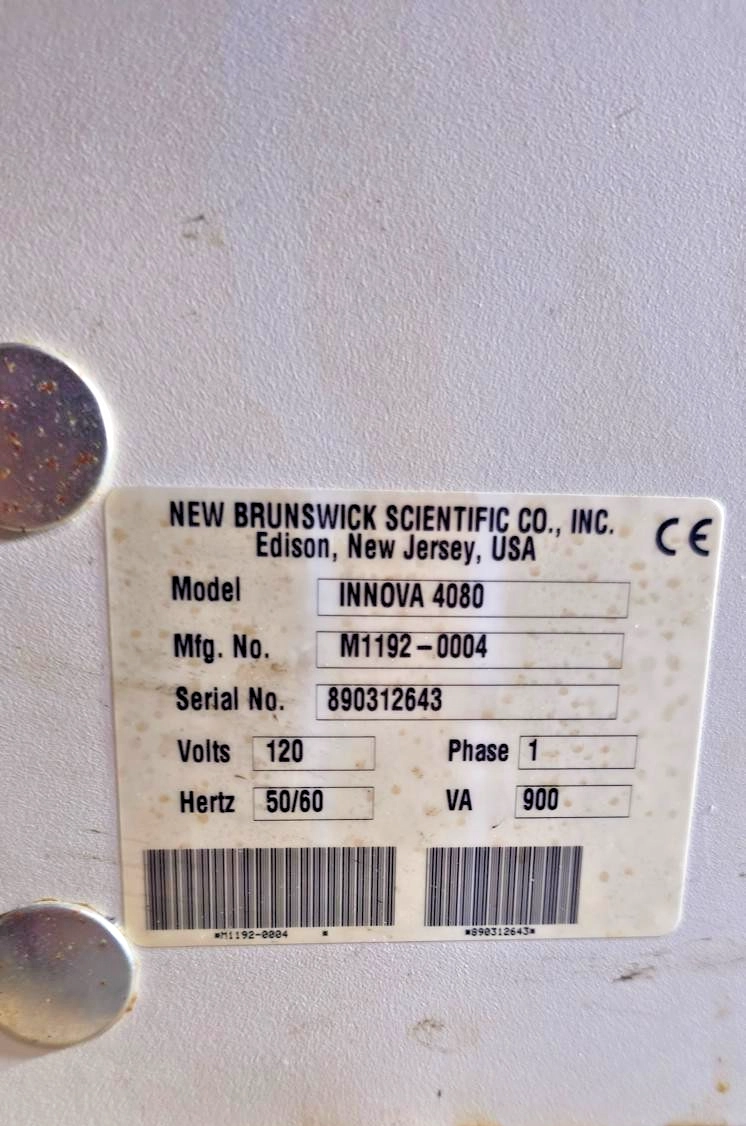 NEW BRUNSWICK SCIENTIFIC CO., INC.
Edison, New Jersey, USA
CE
Model INNOVA 4080
Mfg. No. M1192-0004
Serial No. 890312643
Volts 120 Phase 1
Hertz 50/60 VA 900
*M1192-0004 * *890312643*